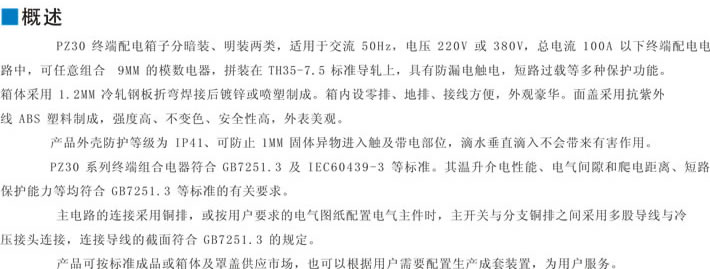 概述
PZ30 终端配电箱子分暗装、明装两类，适用于交流 50Hz，电压 220V 或 380V，总电流 100A 以下终端配电电
路中，可任意组合 9MM 的模数电器，拼装在 TH35-7.5 标准导轨上，具有防漏电触电，短路过载等多种保护功能。
箱体采用 1.2MM 冷轧钢板折弯焊接后镀锌或喷塑制成。箱内设零排、地排、接线方便，外观豪华。面盖采用抗紫外
线 ABS 塑料制成，强度高、不变色、安全性高，外表美观。
产品外壳防护等级为 IP41、可防止 1MM 固体异物进入触及带电部位，滴水垂直滴入不会带来有害作用。
PZ30 系列终端组合电器符合 GB7251.3 及 IEC60439-3 等标准。其温升介电性能、电气间隙和爬电距离、短路
保护能力等均符合 GB7251.3 等标准的有关要求。
主电路的连接采用铜排，或按用户要求的电气图纸配置电气主件时，主开关与分支铜排之间采用多股导线与冷
压接头连接，连接导线的截面符合 GB7251.3 的规定。
产品可按标准成品或箱体及罩盖供应市场，也可以根据用户需要配置生产成套装置，为用户服务。